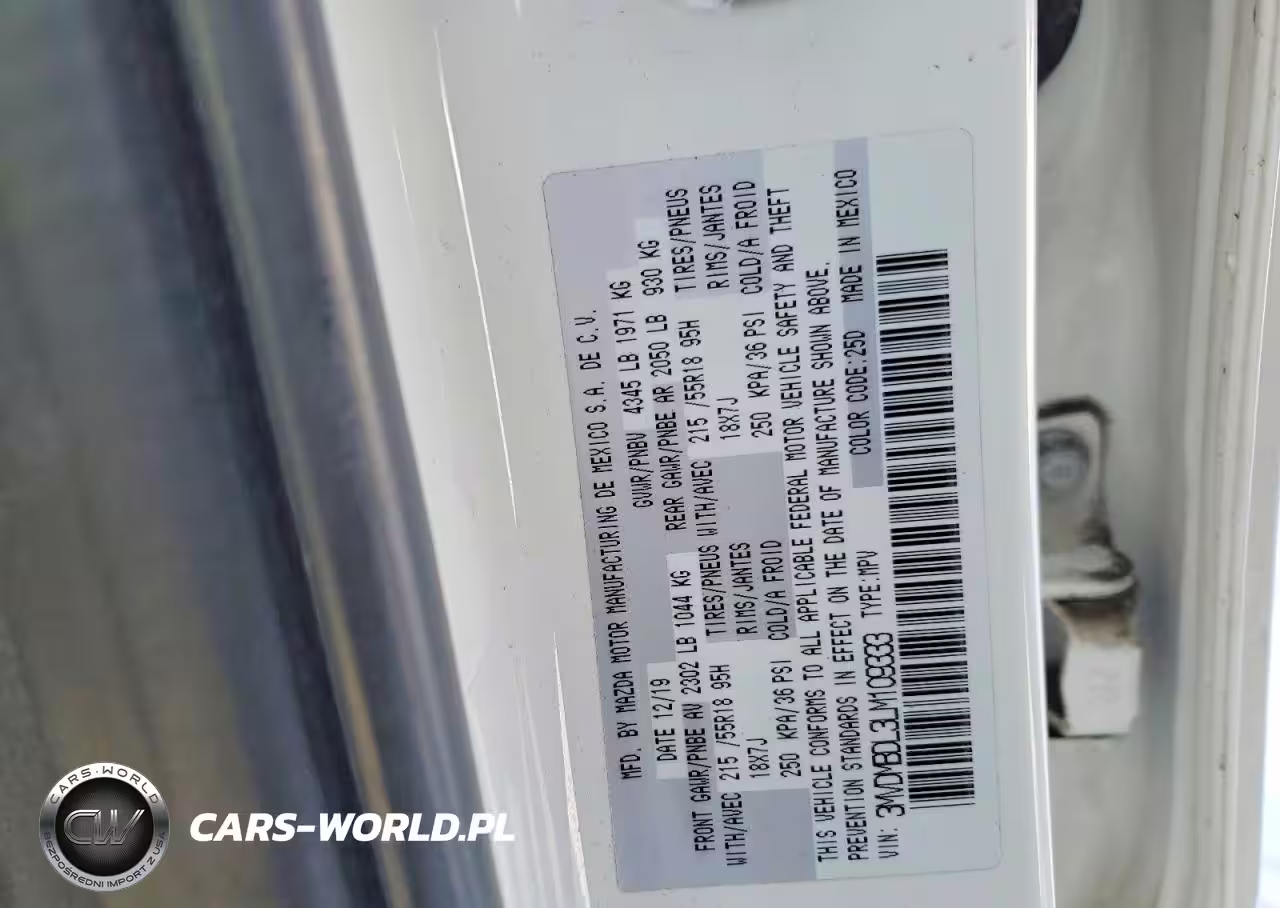 MFD. BY MAZDA MOTOR MANUFACTURING DE MEXICO S.A. DE C.V.
DATE 12/19 GVWR/PNBV 4345 LB 1971 KG
FRONT GAWR/PNBE AV 2302 LB 1044 KG REAR GAWR/PNBE AR 2050 LB 930 KG
WITH/AVEC 215 /55R18 95H TIRES/PNEUS WITH/AVEC 215 /55R18 95H TIRES/PNEUS
18X7J RIMS/JANTES 18X7J RIMS/JANTES
250 KPA/36 PSI COLD/A FROID 250 KPA/36 PSI COLD/A FROID
THIS VEHICLE CONFORMS TO ALL APPLICABLE FEDERAL MOTOR VEHICLE SAFETY AND THEFT
PREVENTION STANDARDS IN EFFECT ON THE DATE OF MANUFACTURE SHOWN ABOVE.
VIN: 3MVDMBDL3LM109333 TYPE:MPV COLOR CODE:25D MADE IN MEXICO
CARS-WORLD
CW
BEZPOŚREDNI IMPORT Z USA
CARS-WORLD.PL